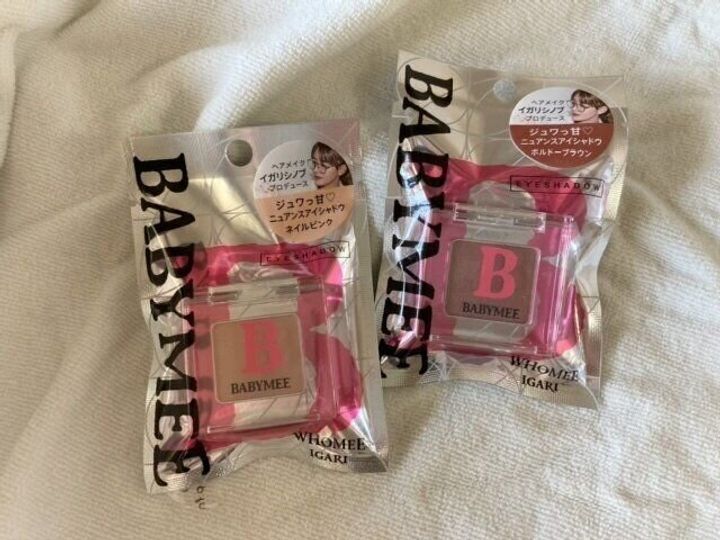 BABYMEE
ヘアメイク
イガリシノブ
プロデュース
ジュワっ甘♡
ニュアンスアイシャドウ
ネイルピンク
EYESHADOW
B
BABYMEE
WHOMEE
IGARI
BABYMEE
ヘアメイク
イガリシノブ
プロデュース
ジュワっ甘♡
ニュアンスアイシャドウ
ボルドーブラウン
EYESHADOW
B
BABYMEE
WHOMEE
IGARI